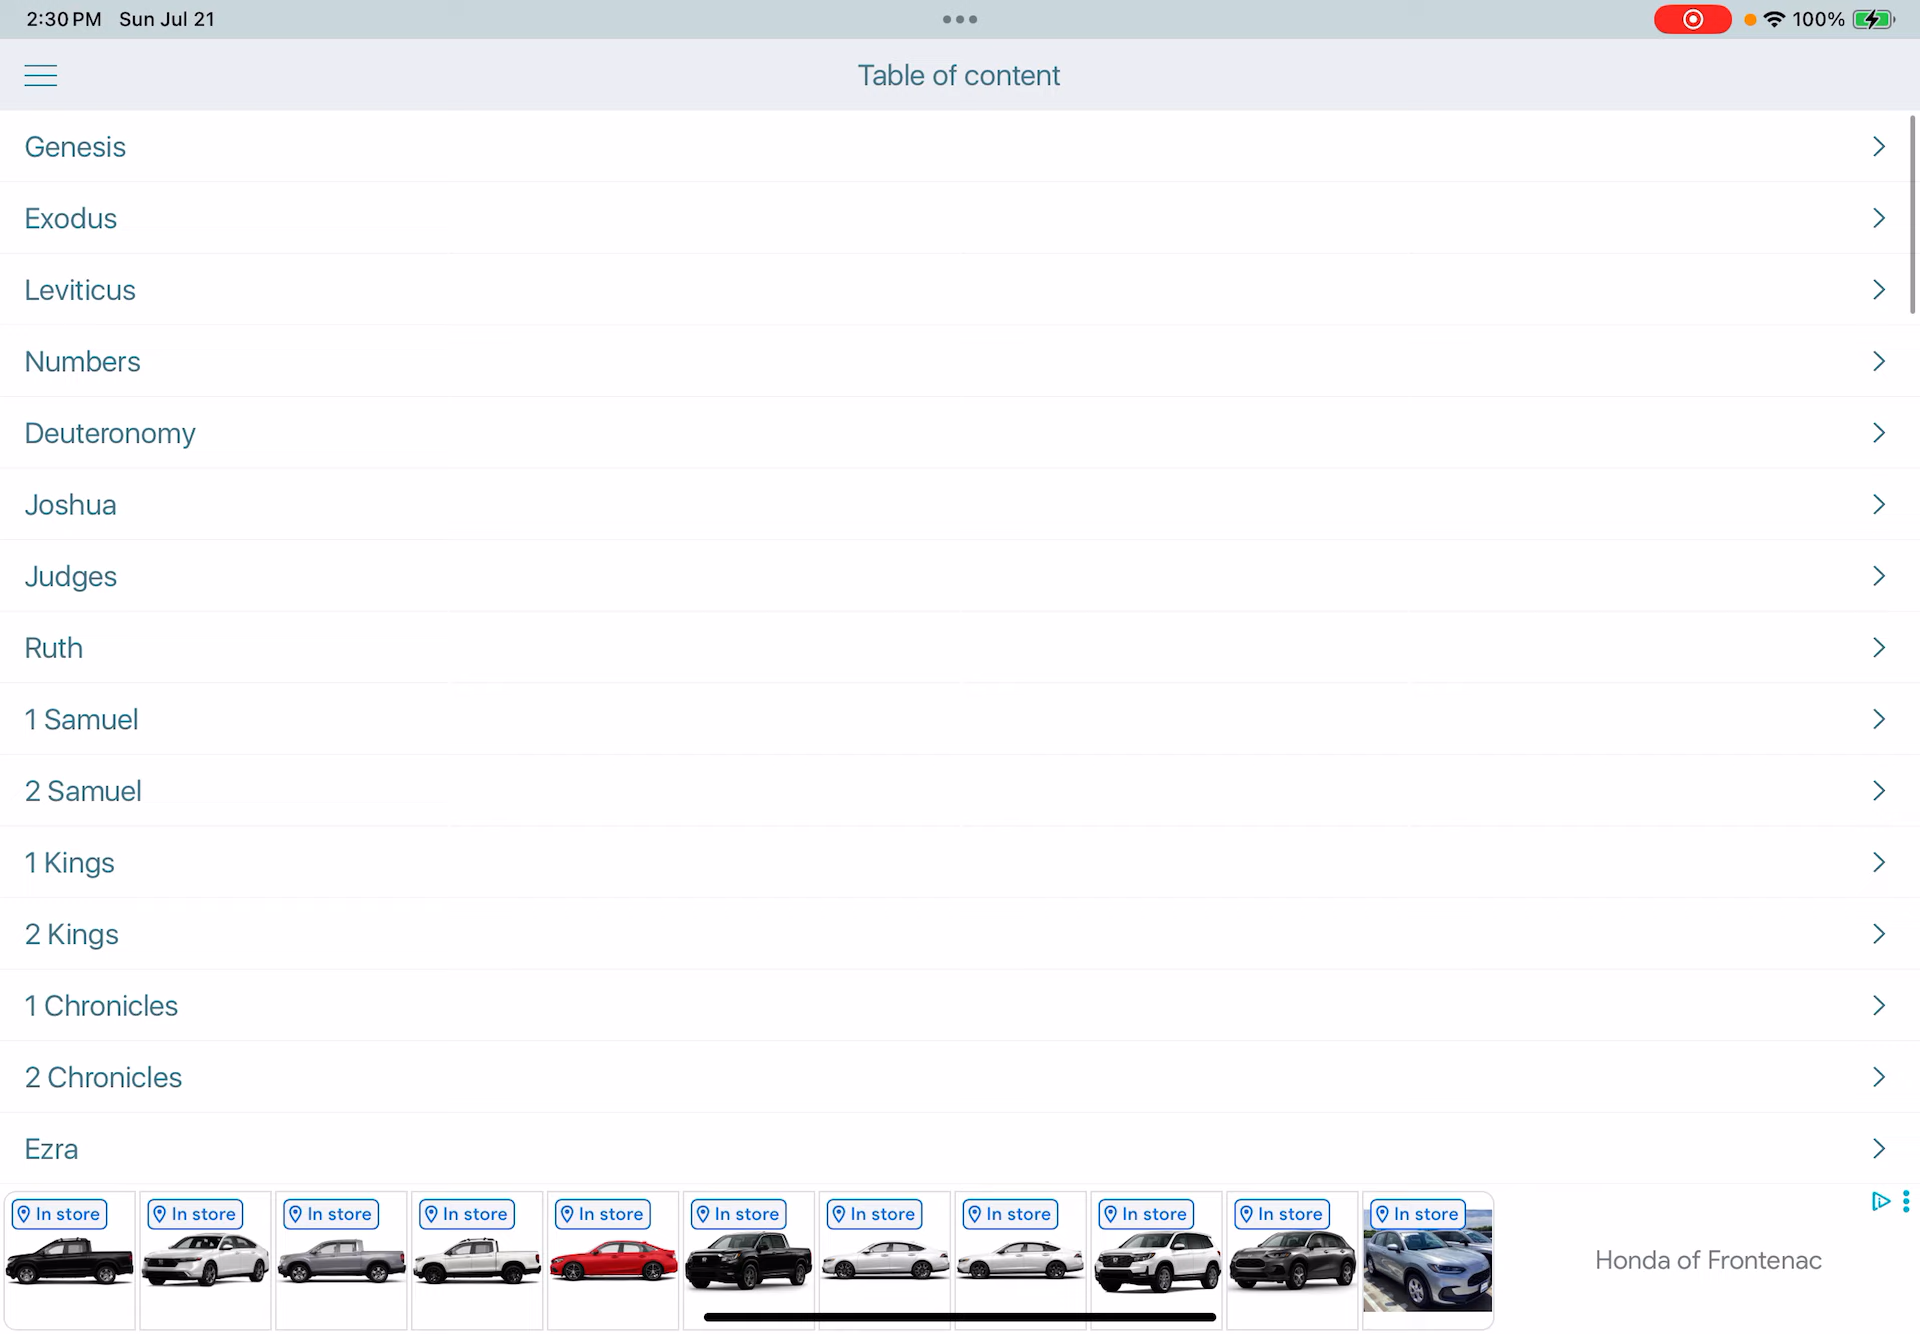 2:30 PM Sun Jul 21
100%
Table of content
Genesis
Exodus
Leviticus
Numbers
Deuteronomy
Joshua
Judges
Ruth
1 Samuel
2 Samuel
1 Kings
2 Kings
1 Chronicles
2 Chronicles
Ezra
In store
In store
In store
In store
In store
In store
In store
In store
In store
In store
In store
Honda of Frontenac